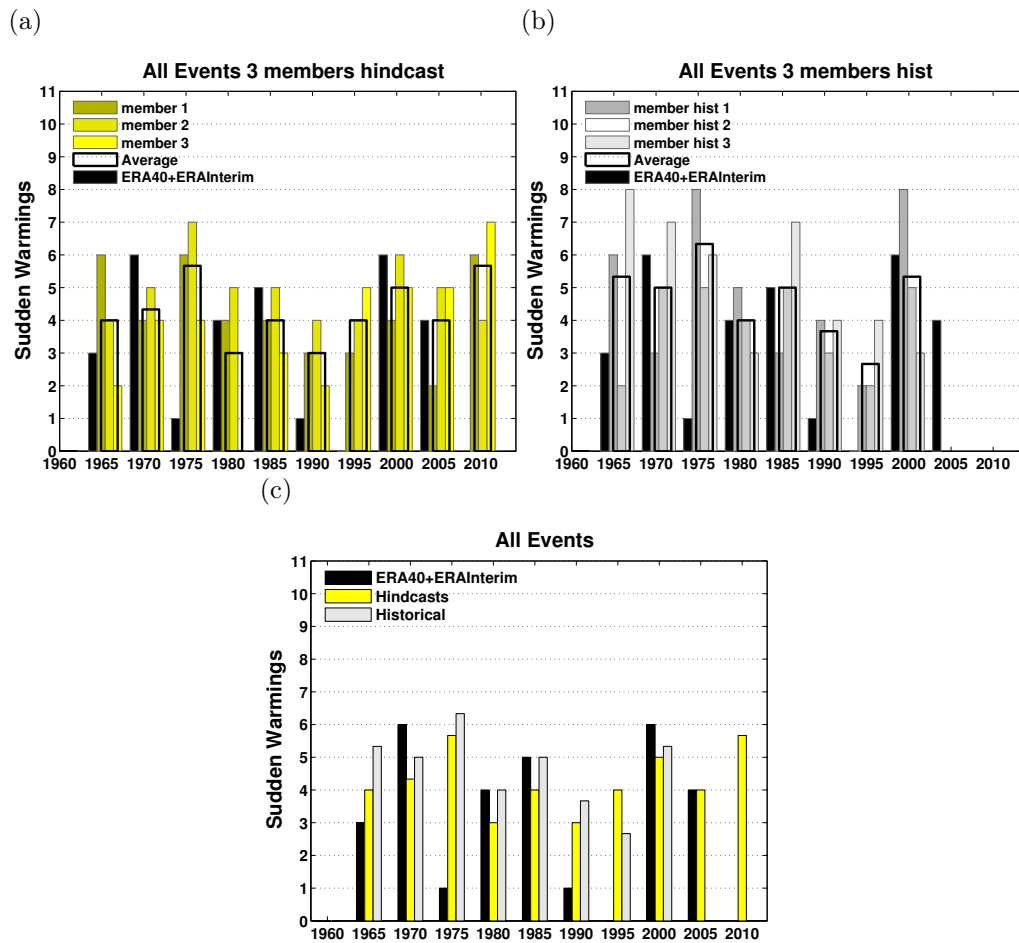 (a)
All Events 3 members hindcast
Sudden Warmings
11
10
9
8
7
6
5
4
3
2
1
0
member 1
member 2
member 3
Average
ERA40+ERAInterim
1960 1965 1970 1975 1980 1985 1990 1995 2000 2005 2010
(b)
All Events 3 members hist
Sudden Warmings
11
10
9
8
7
6
5
4
3
2
1
0
member hist 1
member hist 2
member hist 3
Average
ERA40+ERAInterim
1960 1965 1970 1975 1980 1985 1990 1995 2000 2005 2010
(c)
All Events
Sudden Warmings
11
10
9
8
7
6
5
4
3
2
1
0
ERA40+ERAInterim
Hindcasts
Historical
1960 1965 1970 1975 1980 1985 1990 1995 2000 2005 2010